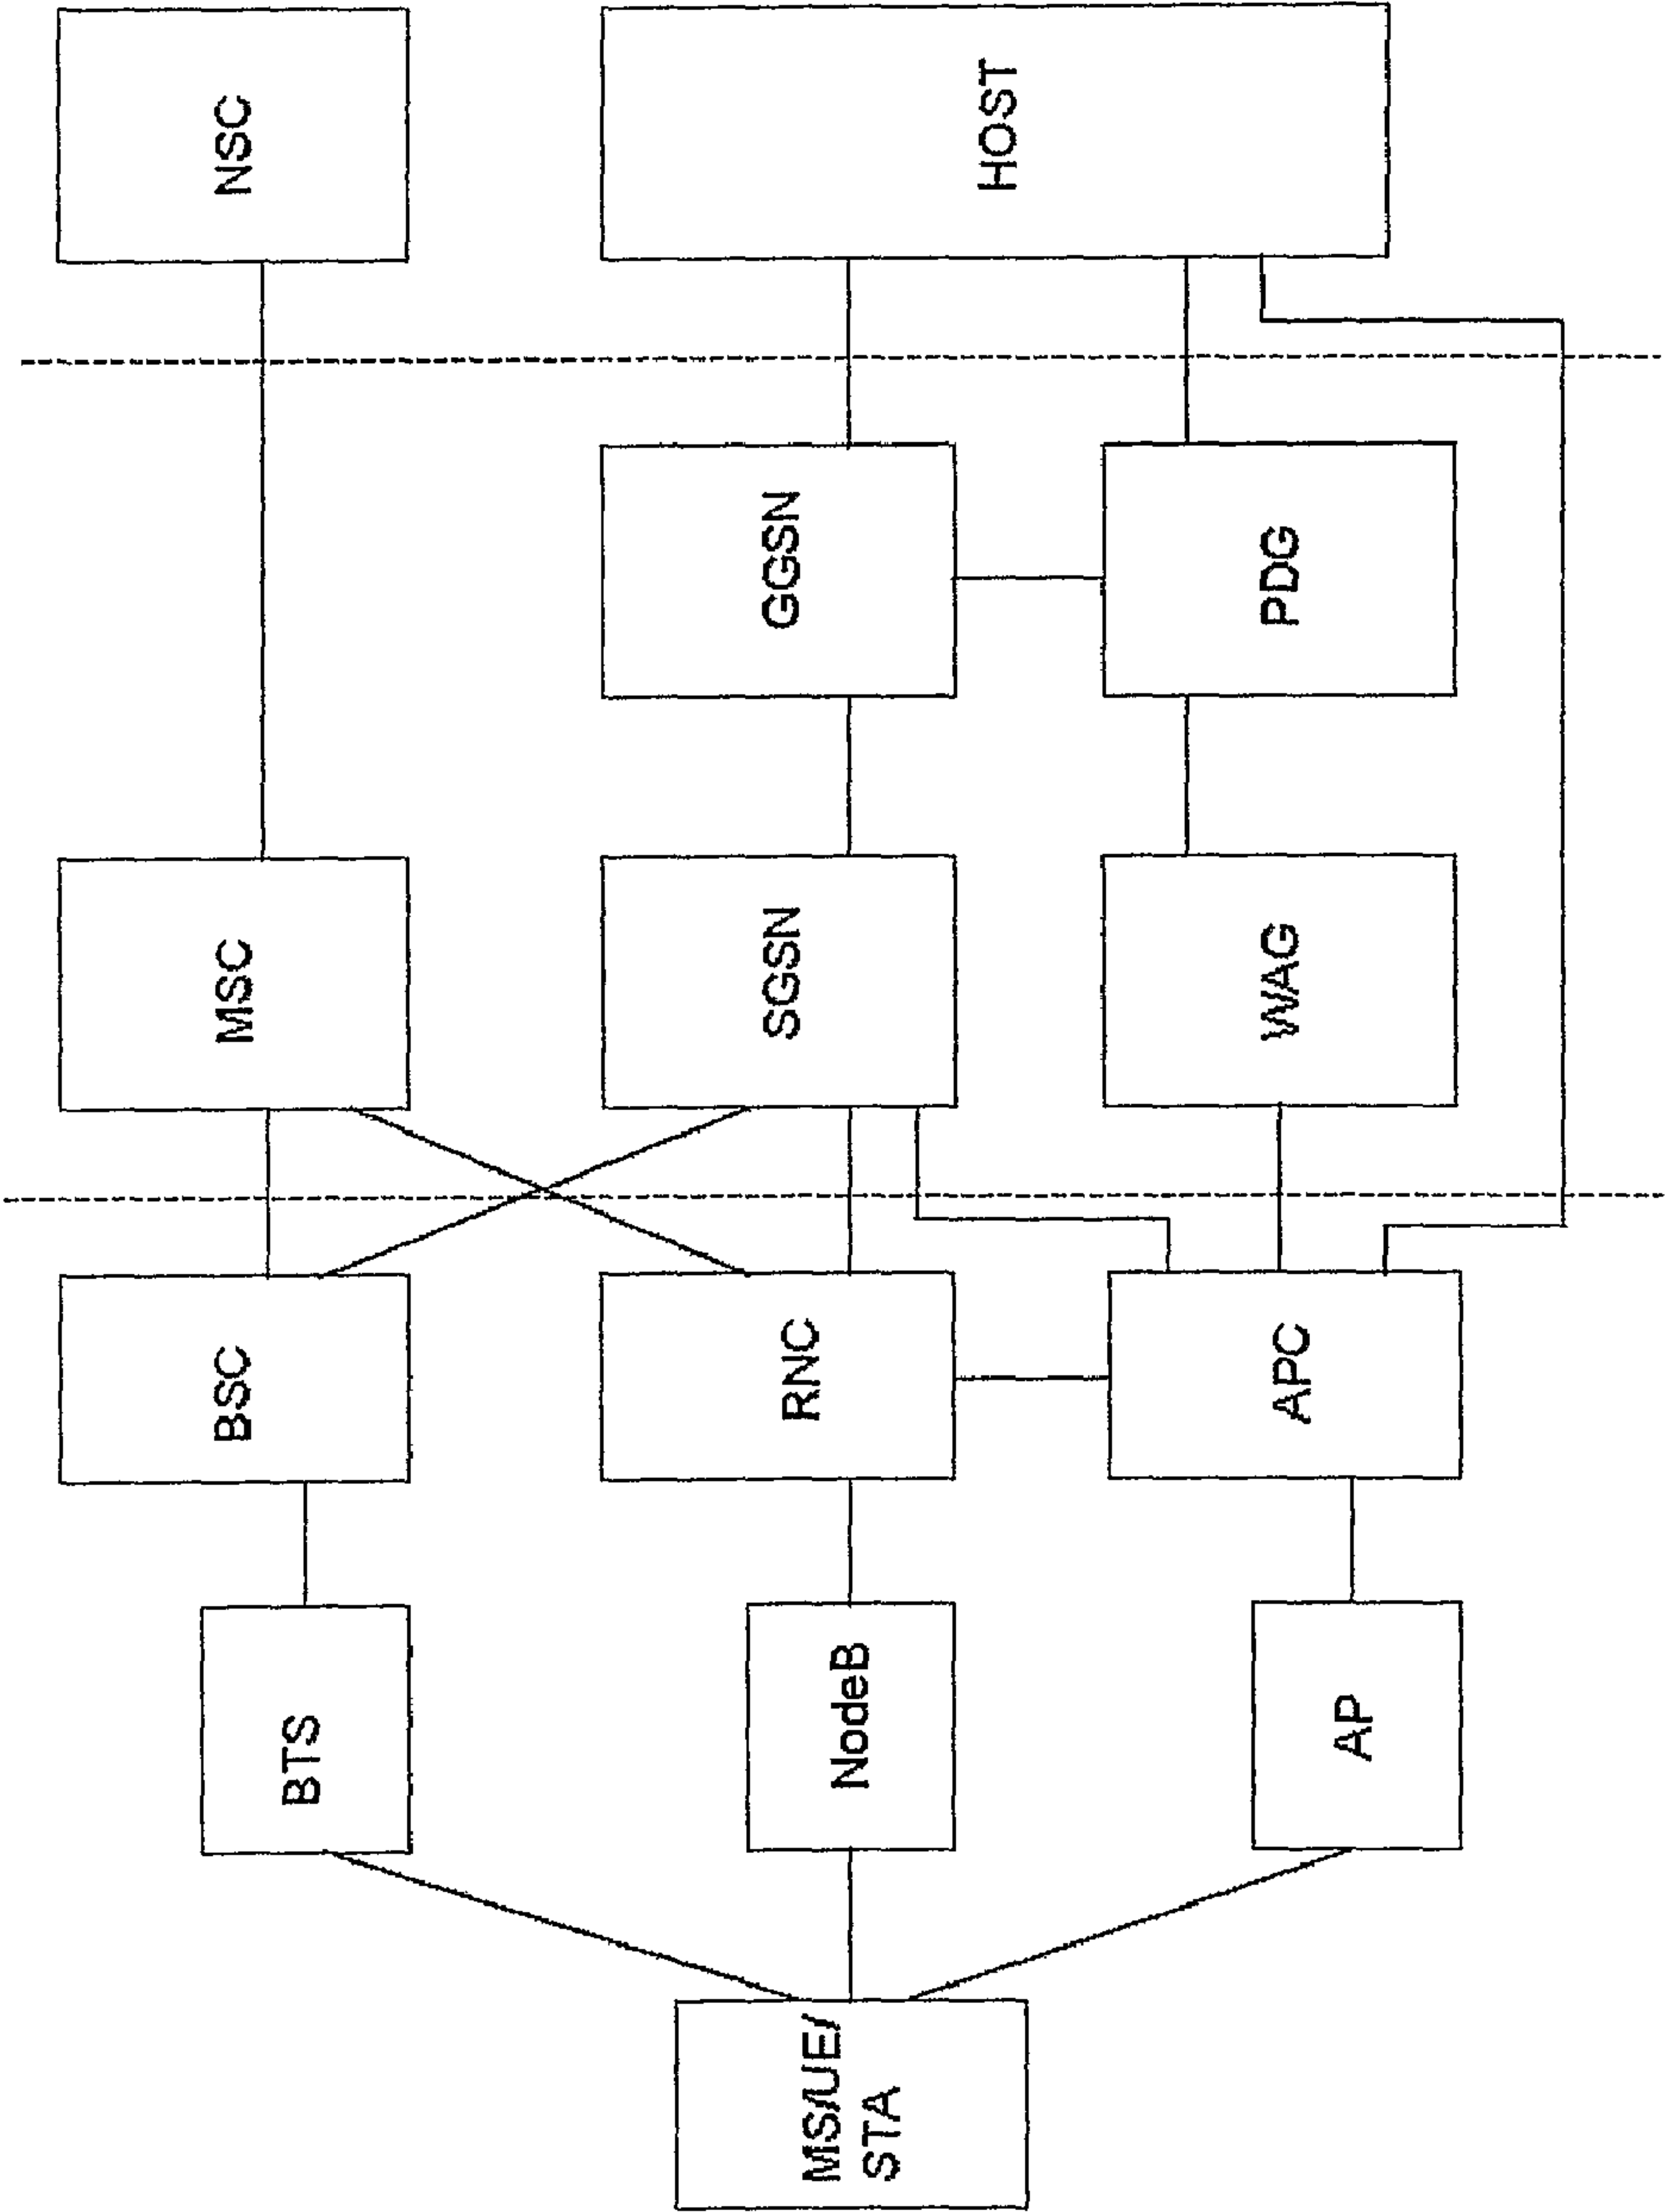 NSC
HOST
GGSN
PDG
MSC
SGSN
WAG
BSC
RNC
APC
BTS
NodeB
AP
MS/UE/
STA